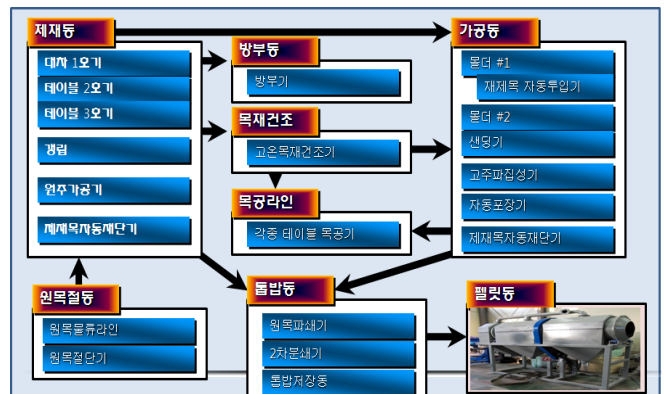 제재동
대차 1호기
테이블 2호기
테이블 3호기
갱립
원주가공기
제재목자동재단기
방부동
방부기
목재건조
고온목재건조기
목공라인
각종 테이블 목공기
가공동
몰더 #1
재제목 자동투입기
몰더 #2
샌딩기
고주파집성기
자동포장기
제재목자동재단기
원목절동
원목물류라인
원목절단기
톱밥동
원목파쇄기
2차분쇄기
톱밥저장동
펠릿동